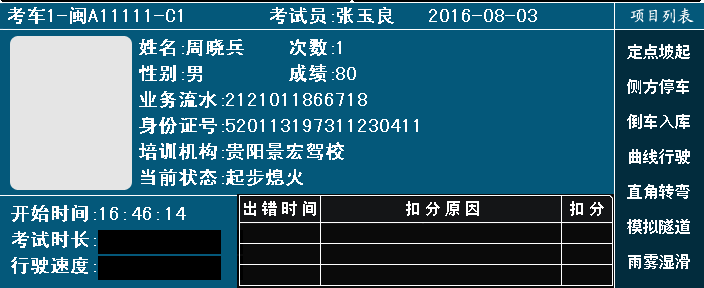 考车1-闽A11111-C1 考试员:张玉良 2016-08-03 项目列表
姓名:周晓兵 次数:1
性别:男 成绩:80
业务流水:2121011866718
身份证号:520113197311230411
培训机构:贵阳景宏驾校
当前状态:起步熄火
开始时间:16:46:14
考试时长:
行驶速度:
出错时间 扣分原因 扣分
定点坡起
侧方停车
倒车入库
曲线行驶
直角转弯
模拟隧道
雨雾湿滑